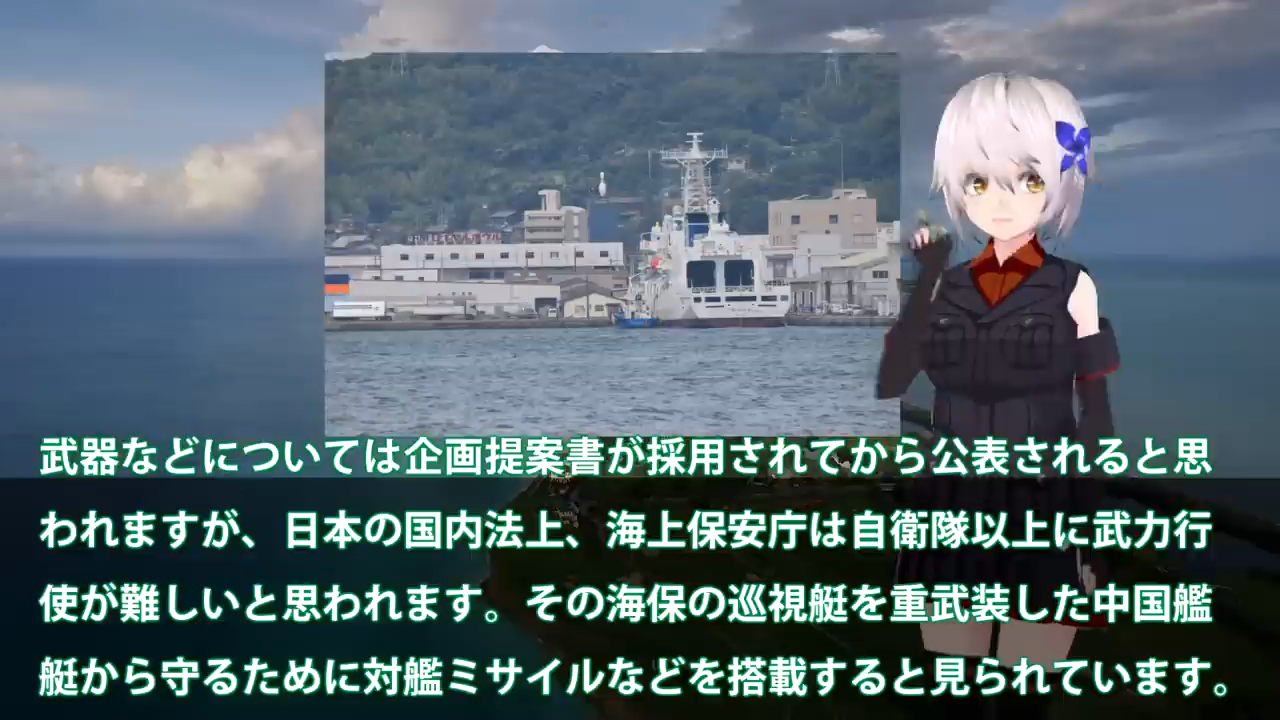 武器などについては企画提案書が採用されてから公表されると思
われますが、日本の国内法上、海上保安庁は自衛隊以上に武力行
使が難しいと思われます。その海保の巡視艇を重武装した中国艦
艇から守るために対艦ミサイルなどを搭載すると見られています。